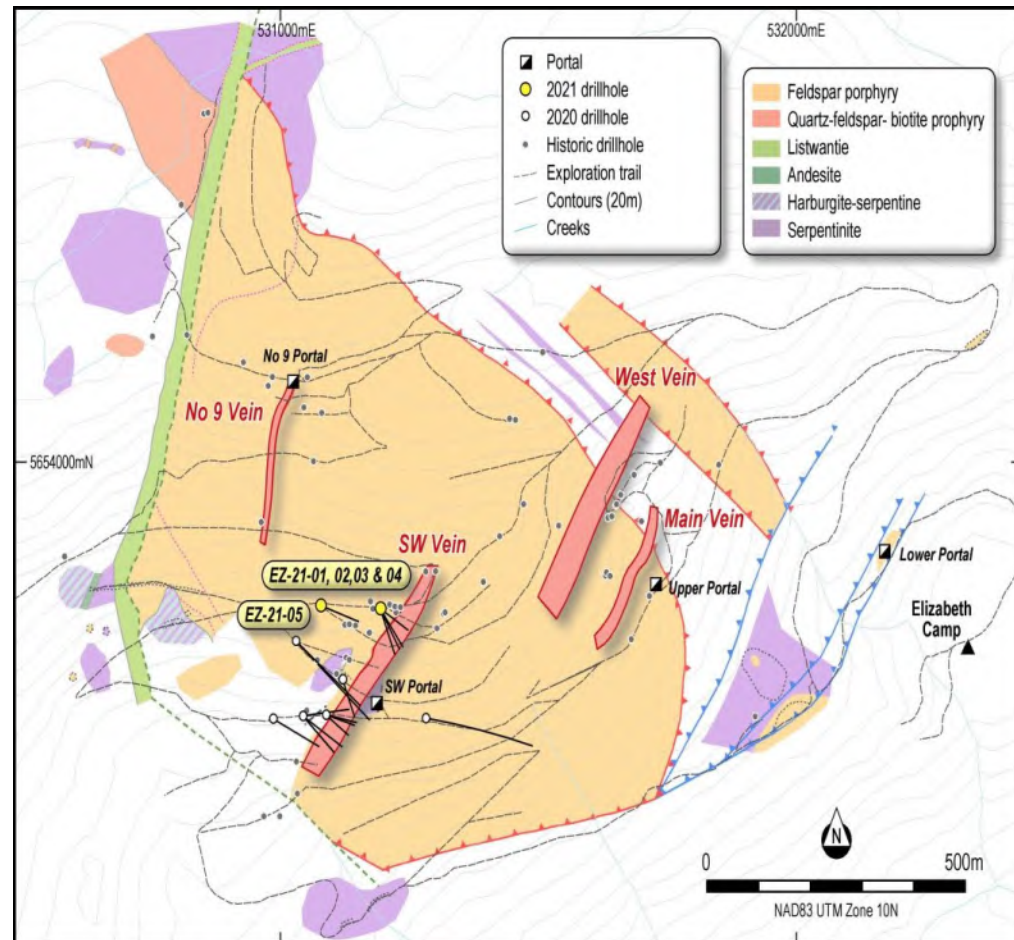 531000mE
532000mE
Portal
2021 drillhole
2020 drillhole
Historic drillhole
Exploration trail
Contours (20m)
Creeks
Feldspar porphyry
Quartz-feldspar- biotite prophyry
Listwantie
Andesite
Harburgite-serpentine
Serpentinite
No 9 Portal
No 9 Vein
West Vein
5654000mN
Main Vein
SW Vein
Lower Portal
EZ-21-01, 02,03 & 04
Upper Portal
EZ-21-05
Elizabeth
Camp
SW Portal
N
0
500m
NAD83 UTM Zone 10N